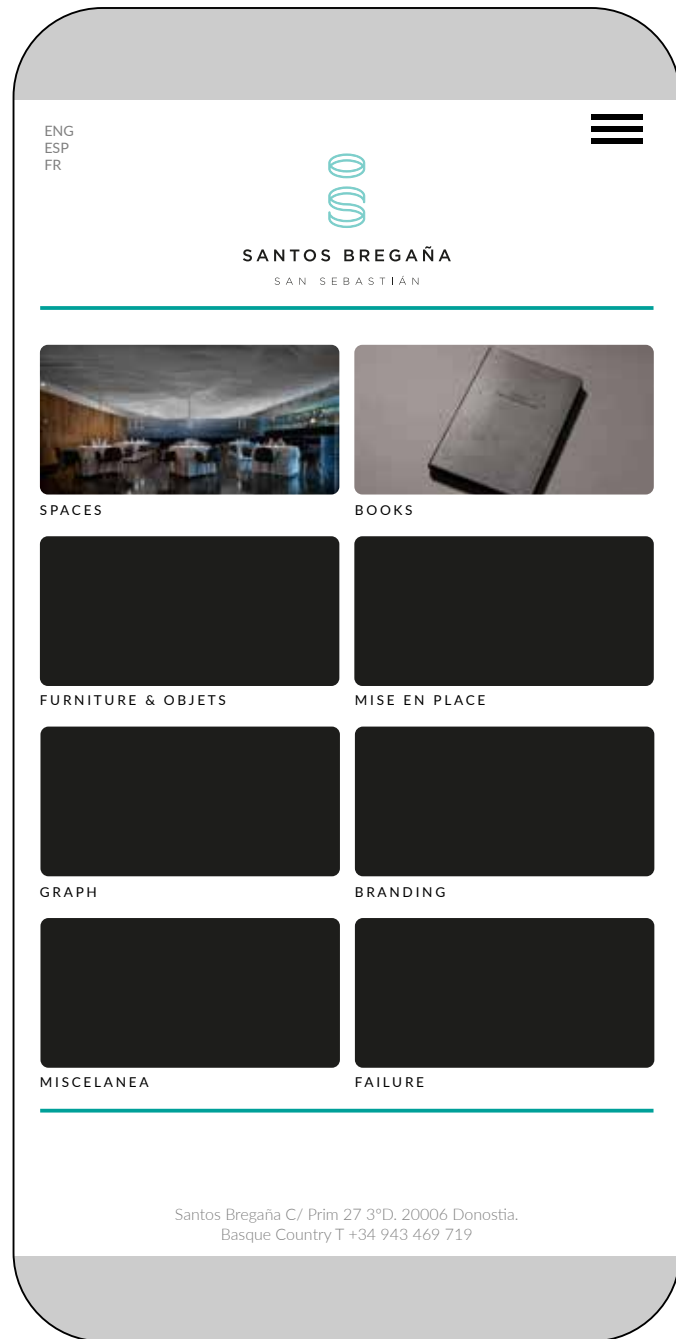 ENG
ESP
FR
SANTOS BREGAÑA
SAN SEBASTIÁN
SPACES
BOOKS
FURNITURE & OBJETS
MISE EN PLACE
GRAPH
BRANDING
MISCELANEA
FAILURE
Santos Bregaña C/ Prim 27 3ºD. 20006 Donostia.
Basque Country T +34 943 469 719